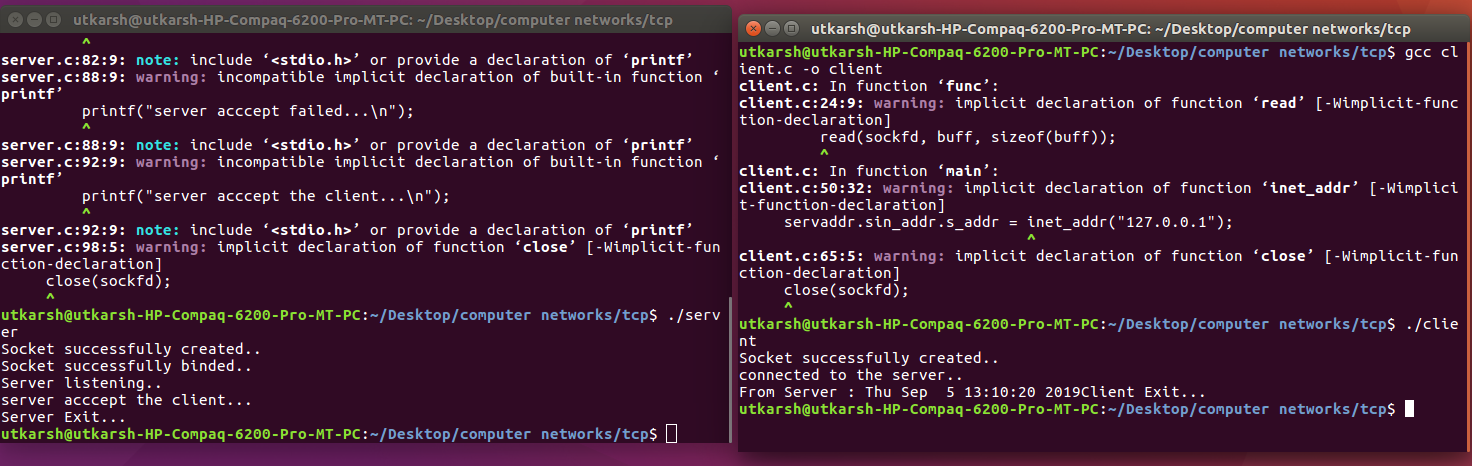 utkarsh@utkarsh-HP-Compaq-6200-Pro-MT-PC: ~/Desktop/computer networks/tcp
^
server.c:82:9: note: include ‘<stdio.h>’ or provide a declaration of ‘printf’
server.c:88:9: warning: incompatible implicit declaration of built-in function ‘
printf’
printf("server acccept failed...\n");
^
server.c:88:9: note: include ‘<stdio.h>’ or provide a declaration of ‘printf’
server.c:92:9: warning: incompatible implicit declaration of built-in function ‘
printf’
printf("server acccept the client...\n");
^
server.c:92:9: note: include ‘<stdio.h>’ or provide a declaration of ‘printf’
server.c:98:5: warning: implicit declaration of function ‘close’ [-Wimplicit-fun
ction-declaration]
close(sockfd);
^
utkarsh@utkarsh-HP-Compaq-6200-Pro-MT-PC:~/Desktop/computer networks/tcp$ ./serv
er
Socket successfully created..
Socket successfully binded..
Server listening..
server acccept the client...
Server Exit...
utkarsh@utkarsh-HP-Compaq-6200-Pro-MT-PC:~/Desktop/computer networks/tcp$
utkarsh@utkarsh-HP-Compaq-6200-Pro-MT-PC: ~/Desktop/computer networks/tcp
utkarsh@utkarsh-HP-Compaq-6200-Pro-MT-PC:~/Desktop/computer networks/tcp$ gcc cl
ient.c -o client
client.c: In function ‘func’:
client.c:24:9: warning: implicit declaration of function ‘read’ [-Wimplicit-func
tion-declaration]
read(sockfd, buff, sizeof(buff));
^
client.c: In function ‘main’:
client.c:50:32: warning: implicit declaration of function ‘inet_addr’ [-Wimplici
t-function-declaration]
servaddr.sin_addr.s_addr = inet_addr("127.0.0.1");
^
client.c:65:5: warning: implicit declaration of function ‘close’ [-Wimplicit-fun
ction-declaration]
close(sockfd);
^
utkarsh@utkarsh-HP-Compaq-6200-Pro-MT-PC:~/Desktop/computer networks/tcp$ ./clie
nt
Socket successfully created..
connected to the server..
From Server : Thu Sep  5 13:10:20 2019Client Exit...
utkarsh@utkarsh-HP-Compaq-6200-Pro-MT-PC:~/Desktop/computer networks/tcp$